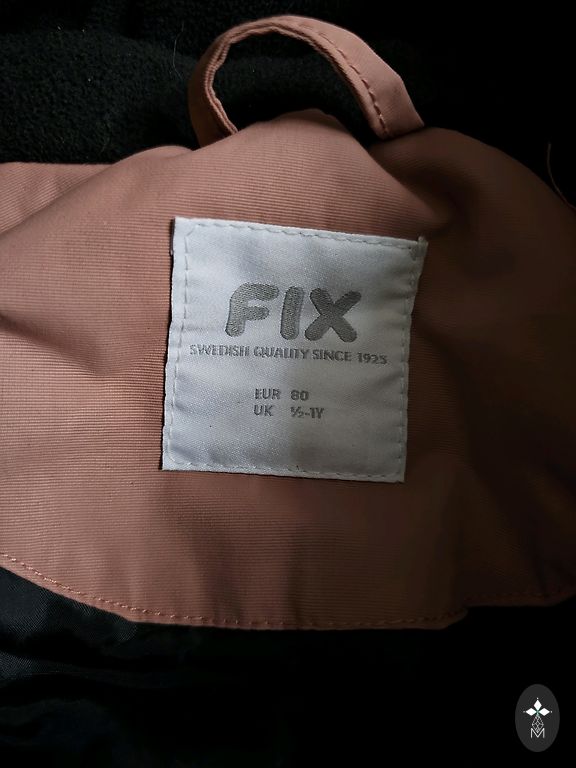 FIX
SWEDISH QUALITY SINCE 1925
EUR 80
UK ½-1Y
M